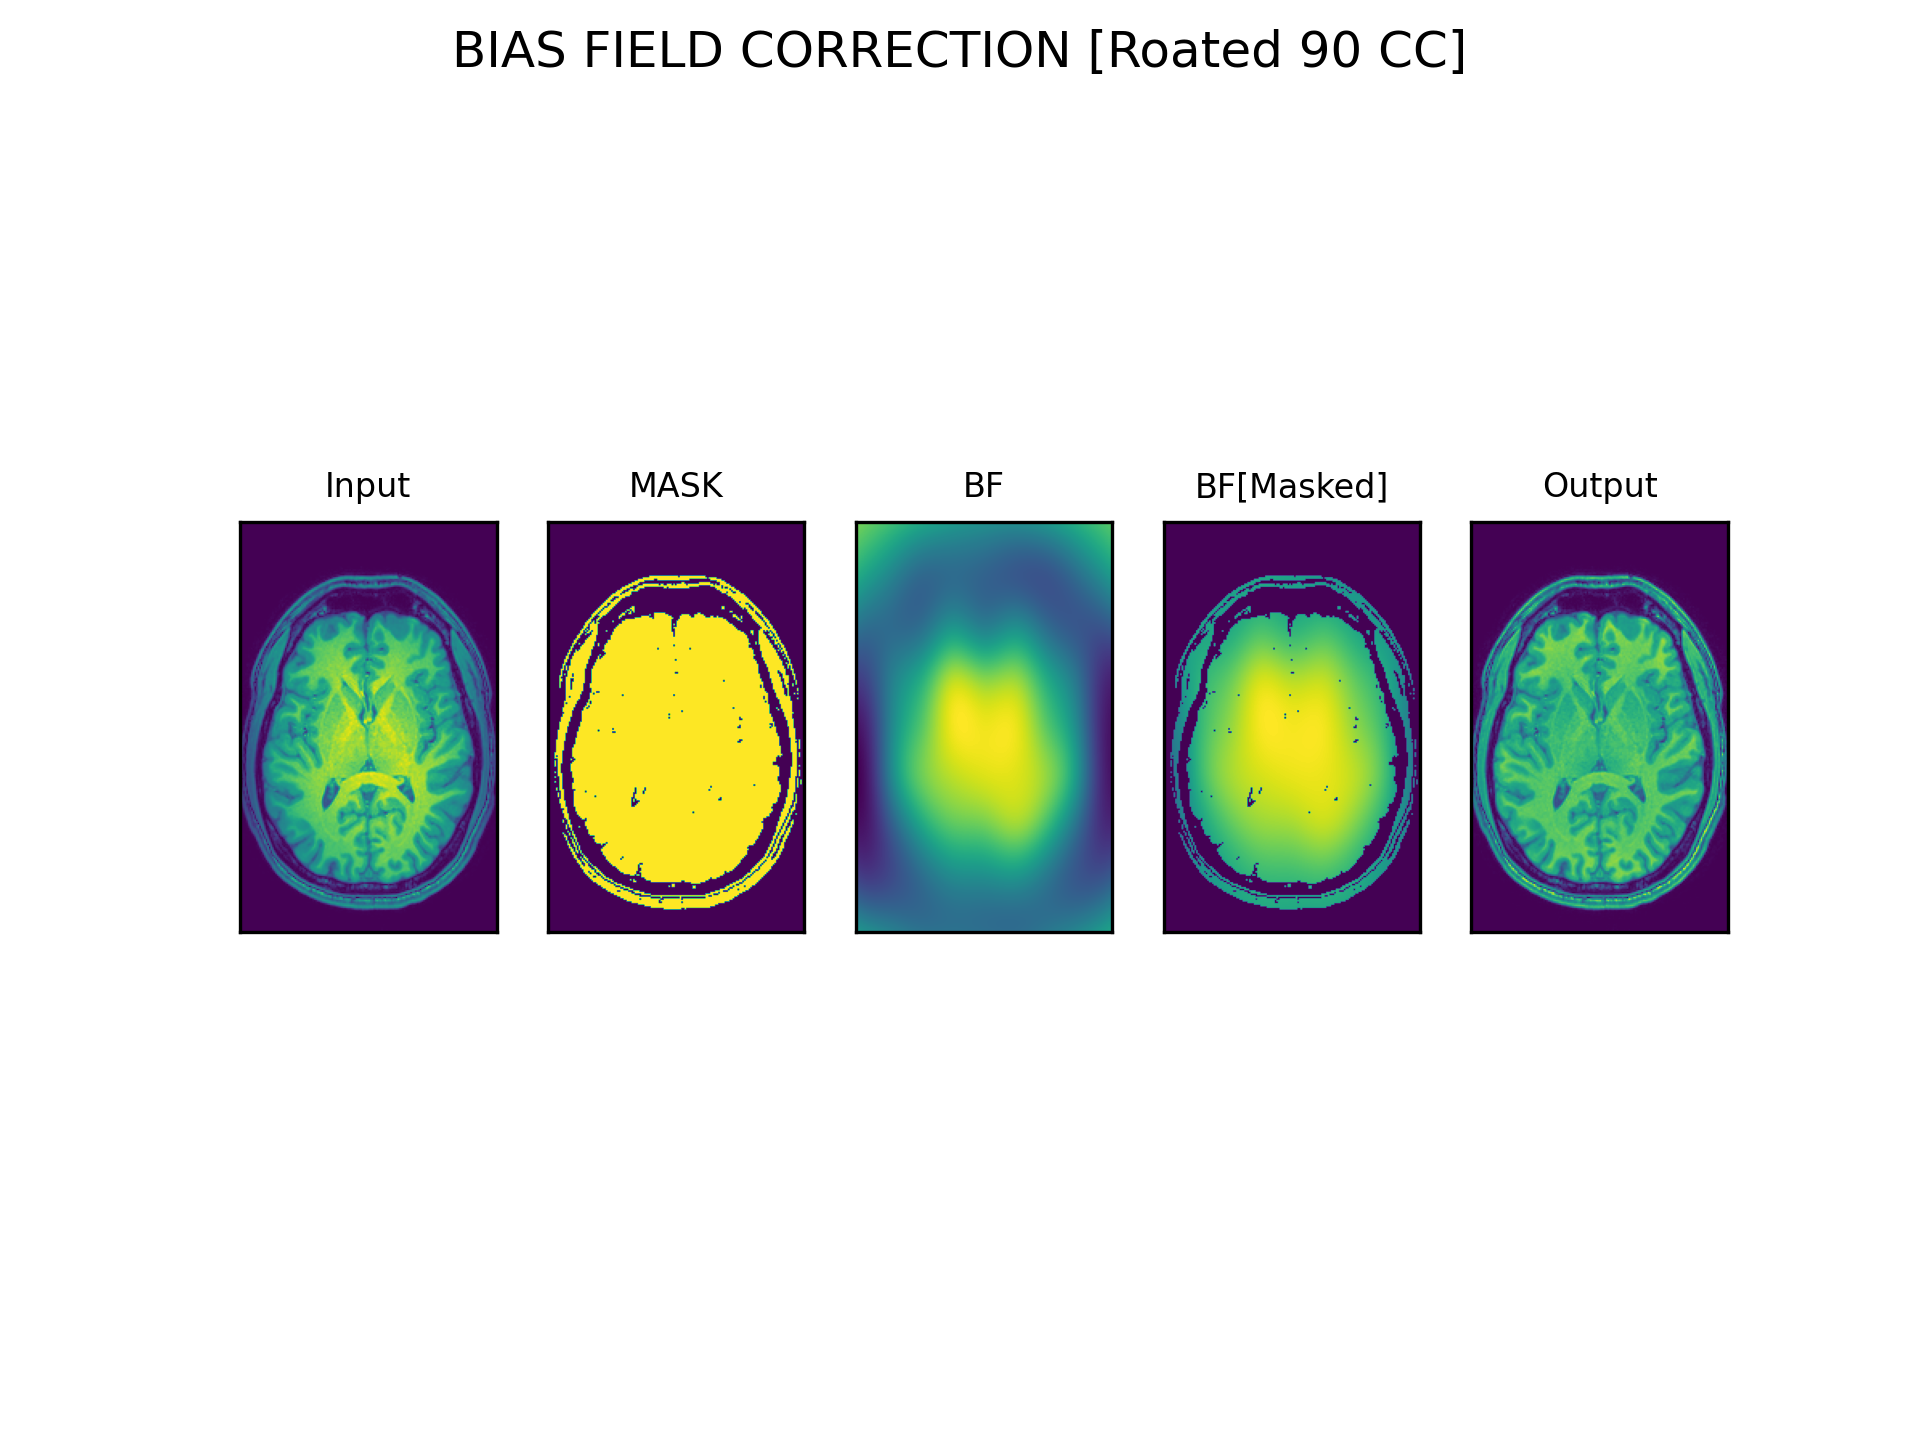 BIAS FIELD CORRECTION [Roated 90 CC]
Input
MASK
BF
BF[Masked]
Output